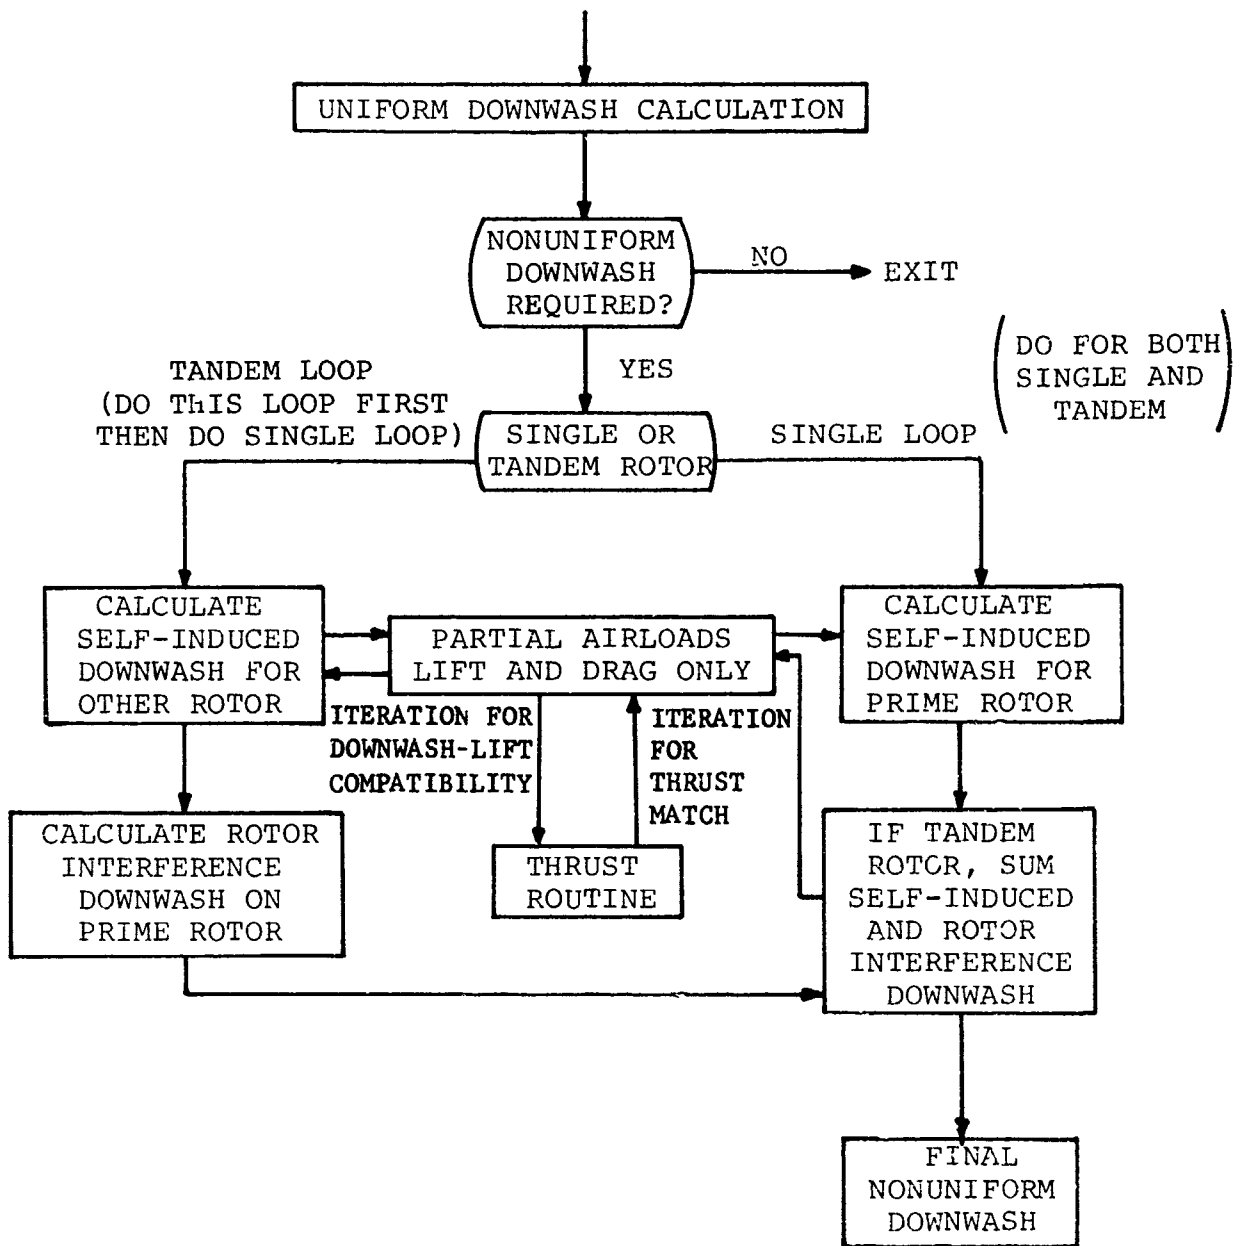 UNIFORM DOWNWASH CALCULATION
NONUNIFORM
DOWNWASH
REQUIRED?
NO
EXIT
YES
TANDEM LOOP
(DO ThIS LOOP FIRST
THEN DO SINGLE LOOP)
SINGLE OR
TANDEM ROTOR
SINGLE LOOP
DO FOR BOTH
SINGLE AND
TANDEM
CALCULATE
SELF-INDUCED
DOWNWASH FOR
OTHER ROTOR
PARTIAL AIRLOADS
LIFT AND DRAG ONLY
CALCULATE
SELF-INDUCED
DOWNWASH FOR
PRIME ROTOR
ITERATION FOR
DOWNWASH-LIFT
COMPATIBILITY
ITERATION
FOR
THRUST
MATCH
CALCULATE ROTOR
INTERFERENCE
DOWNWASH ON
PRIME ROTOR
THRUST
ROUTINE
IF TANDEM
ROTOR, SUM
SELF-INDUCED
AND ROTOR
INTERFERENCE
DOWNWASH
FINAL
NONUNIFORM
DOWNWASH